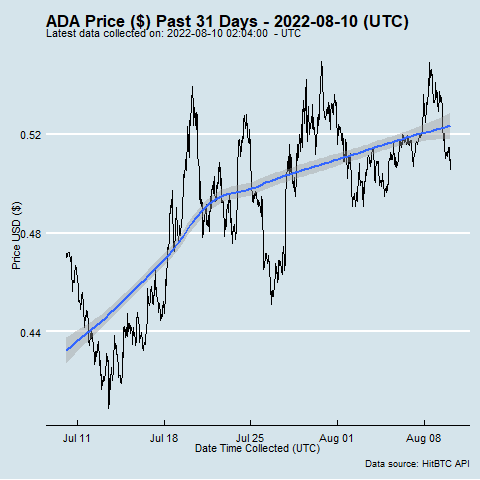 ADA Price ($) Past 31 Days - 2022-08-10 (UTC)
Latest data collected on: 2022-08-10 02:04:00 - UTC
0.52
0.48
0.44
Price USD ($)
Jul 11 Jul 18 Jul 25 Aug 01 Aug 08
Date Time Collected (UTC)
Data source: HitBTC API